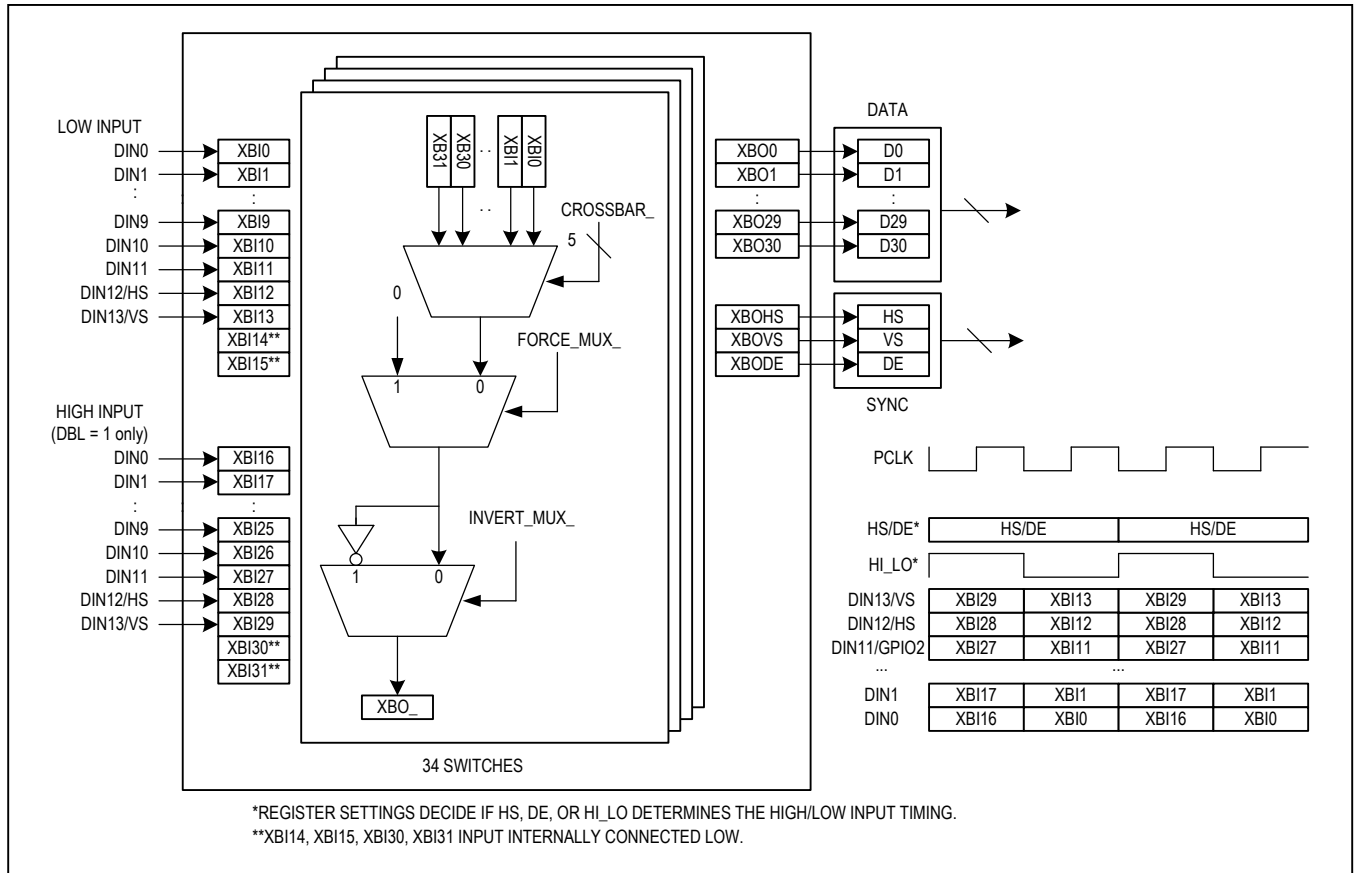 LOW INPUT
DIN0 XBI0
DIN1 XBI1
: :
DIN9 XBI9
DIN10 XBI10
DIN11 XBI11
DIN12/HS XBI12
DIN13/VS XBI13
XBI14**
XBI15**
HIGH INPUT
(DBL = 1 only)
DIN0 XBI16
DIN1 XBI17
: : :
DIN9 XBI25
DIN10 XBI26
DIN11 XBI27
DIN12/HS XBI28
DIN13/VS XBI29
XBI30**
XBI31**
XB31 XB30 . . XBI1 XBI0
. .
CROSSBAR_
5
0
FORCE_MUX_
1 0
INVERT_MUX_
1 0
XBO_
34 SWITCHES
DATA
XBO0 D0
XBO1 D1
: :
XBO29 D29
XBO30 D30
XBOHS HS
XBOVS VS
XBODE DE
SYNC
PCLK
HS/DE* HS/DE HS/DE
HI_LO*
DIN13/VS XBI29 XBI13 XBI29 XBI13
DIN12/HS XBI28 XBI12 XBI28 XBI12
DIN11/GPIO2 XBI27 XBI11 XBI27 XBI11
... ...
DIN1 XBI17 XBI1 XBI17 XBI1
DIN0 XBI16 XBI0 XBI16 XBI0
*REGISTER SETTINGS DECIDE IF HS, DE, OR HI_LO DETERMINES THE HIGH/LOW INPUT TIMING.
**XBI14, XBI15, XBI30, XBI31 INPUT INTERNALLY CONNECTED LOW.